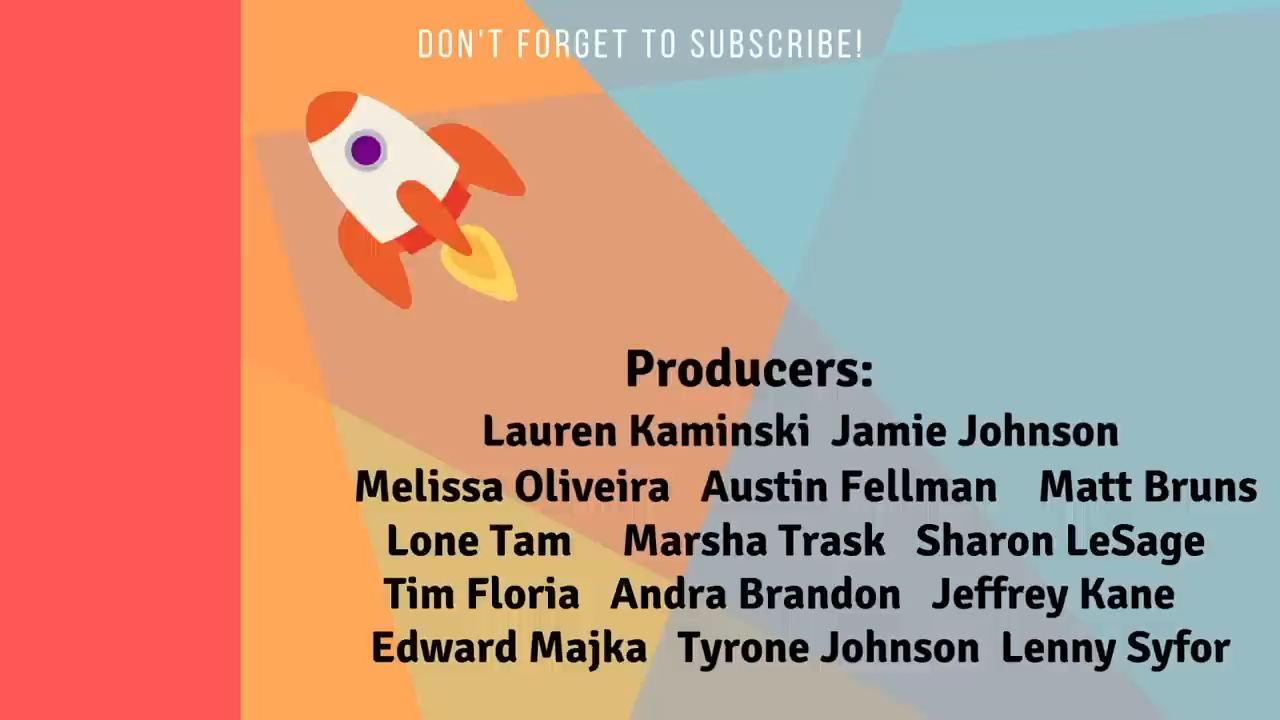 DON'T FORGET TO SUBSCRIBE!
Producers:
Lauren Kaminski Jamie Johnson
Melissa Oliveira Austin Fellman Matt Bruns
Lone Tam Marsha Trask Sharon LeSage
Tim Floria Andra Brandon Jeffrey Kane
Edward Majka Tyrone Johnson Lenny Syfor